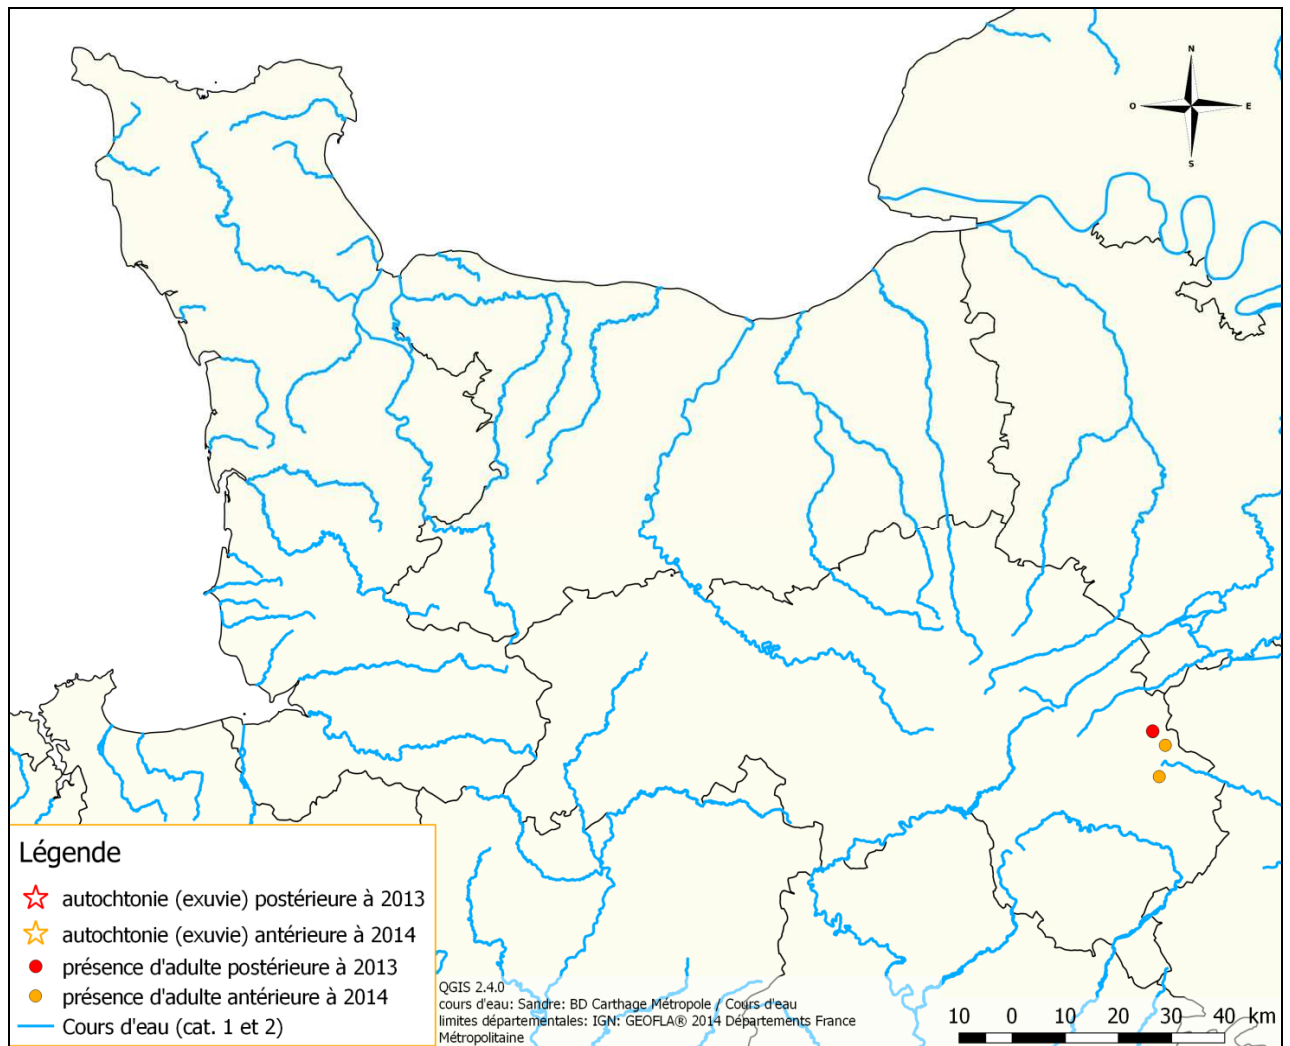 N
O
E
S
Légende
autochtonie (exuvie) postérieure à 2013
autochtonie (exuvie) antérieure à 2014
présence d'adulte postérieure à 2013
présence d'adulte antérieure à 2014
Cours d'eau (cat. 1 et 2)
QGIS 2.4.0
cours d'eau: Sandre: BD Carthage Métropole / Cours d'eau
limites départementales: IGN: GEOFLA® 2014 Départements France
Métropolitaine
10 0 10 20 30 40 km